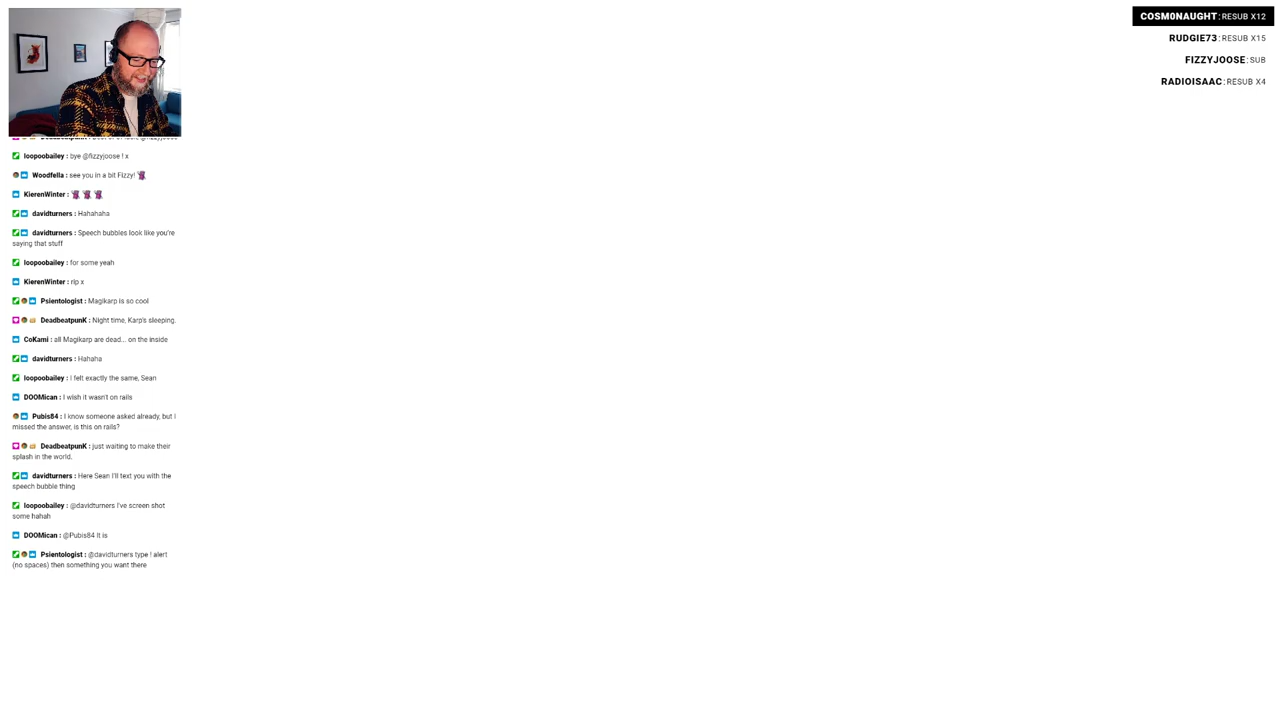 COSM0NAUGHT: RESUB X12
RUDGIE73: RESUB X15
FIZZYJOOSE: SUB
RADIOISAAC: RESUB X4
loopoobailey : bye @fizzyjoose ! x
Woodfella : see you in a bit Fizzy!
KierenWinter :
davidturners : Hahahaha
davidturners : Speech bubbles look like you're
saying that stuff
loopoobailey : for some yeah
KierenWinter : rip x
Psientologist : Magikarp is so cool
DeadbeatpunK : Night time, Karp's sleeping.
CoKami : all Magikarp are dead... on the inside
davidturners : Hahaha
loopoobailey : I felt exactly the same, Sean
DOOMican : I wish it wasn't on rails
Pubis84 : I know someone asked already, but I
missed the answer, is this on rails?
DeadbeatpunK : just waiting to make their
splash in the world.
davidturners : Here Sean I'll text you with the
speech bubble thing
loopoobailey : @davidturners I've screen shot
some hahah
DOOMican : @Pubis84 It is
Psientologist : @davidturners type ! alert
(no spaces) then something you want there